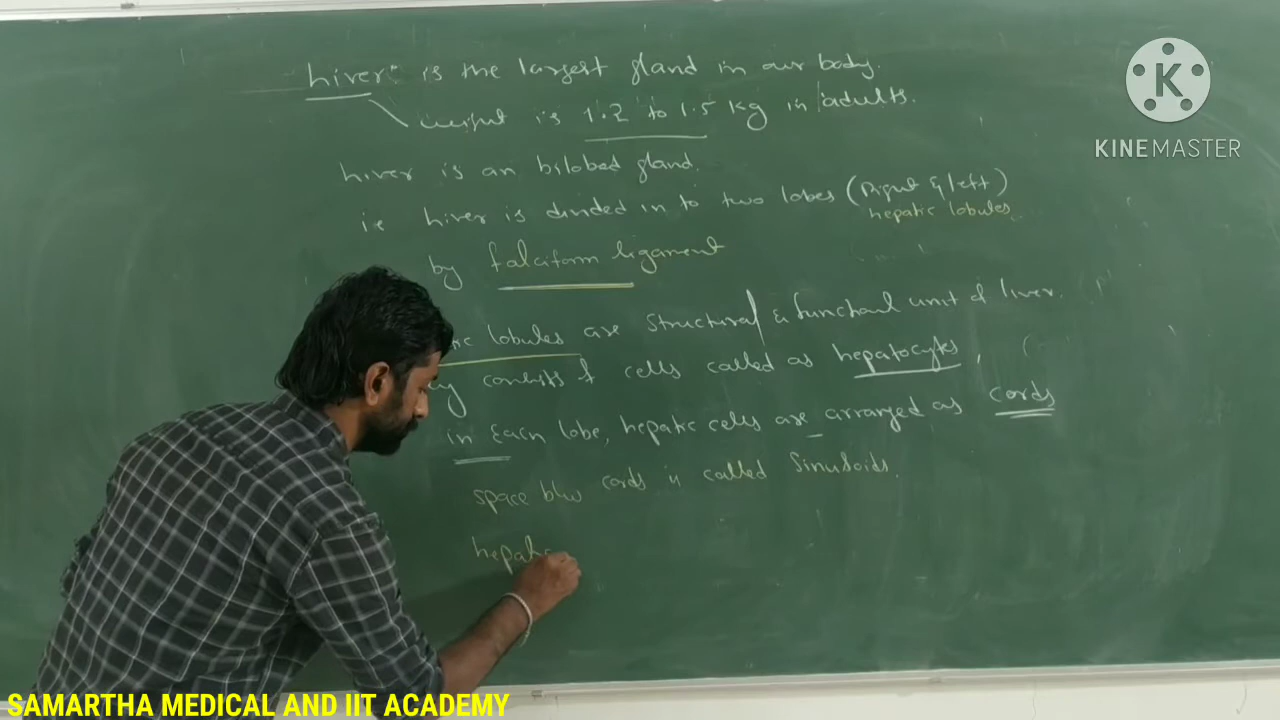 Liver" is the largest gland in our body.
weight is 1.2 to 1.5 Kg in adults.
Liver is an bilobed gland.
ie Liver is divided in to two lobes (Right & left)
hepatic lobules
by falciform ligament
ic lobules are structural & functional unit of liver.
consists of cells called as hepatocytes,
in Each lobe, hepatic cells are arranged as cords
space b/w cords is called Sinusoids.
hepatic
KINEMASTER
SAMARTHA MEDICAL AND IIT ACADEMY